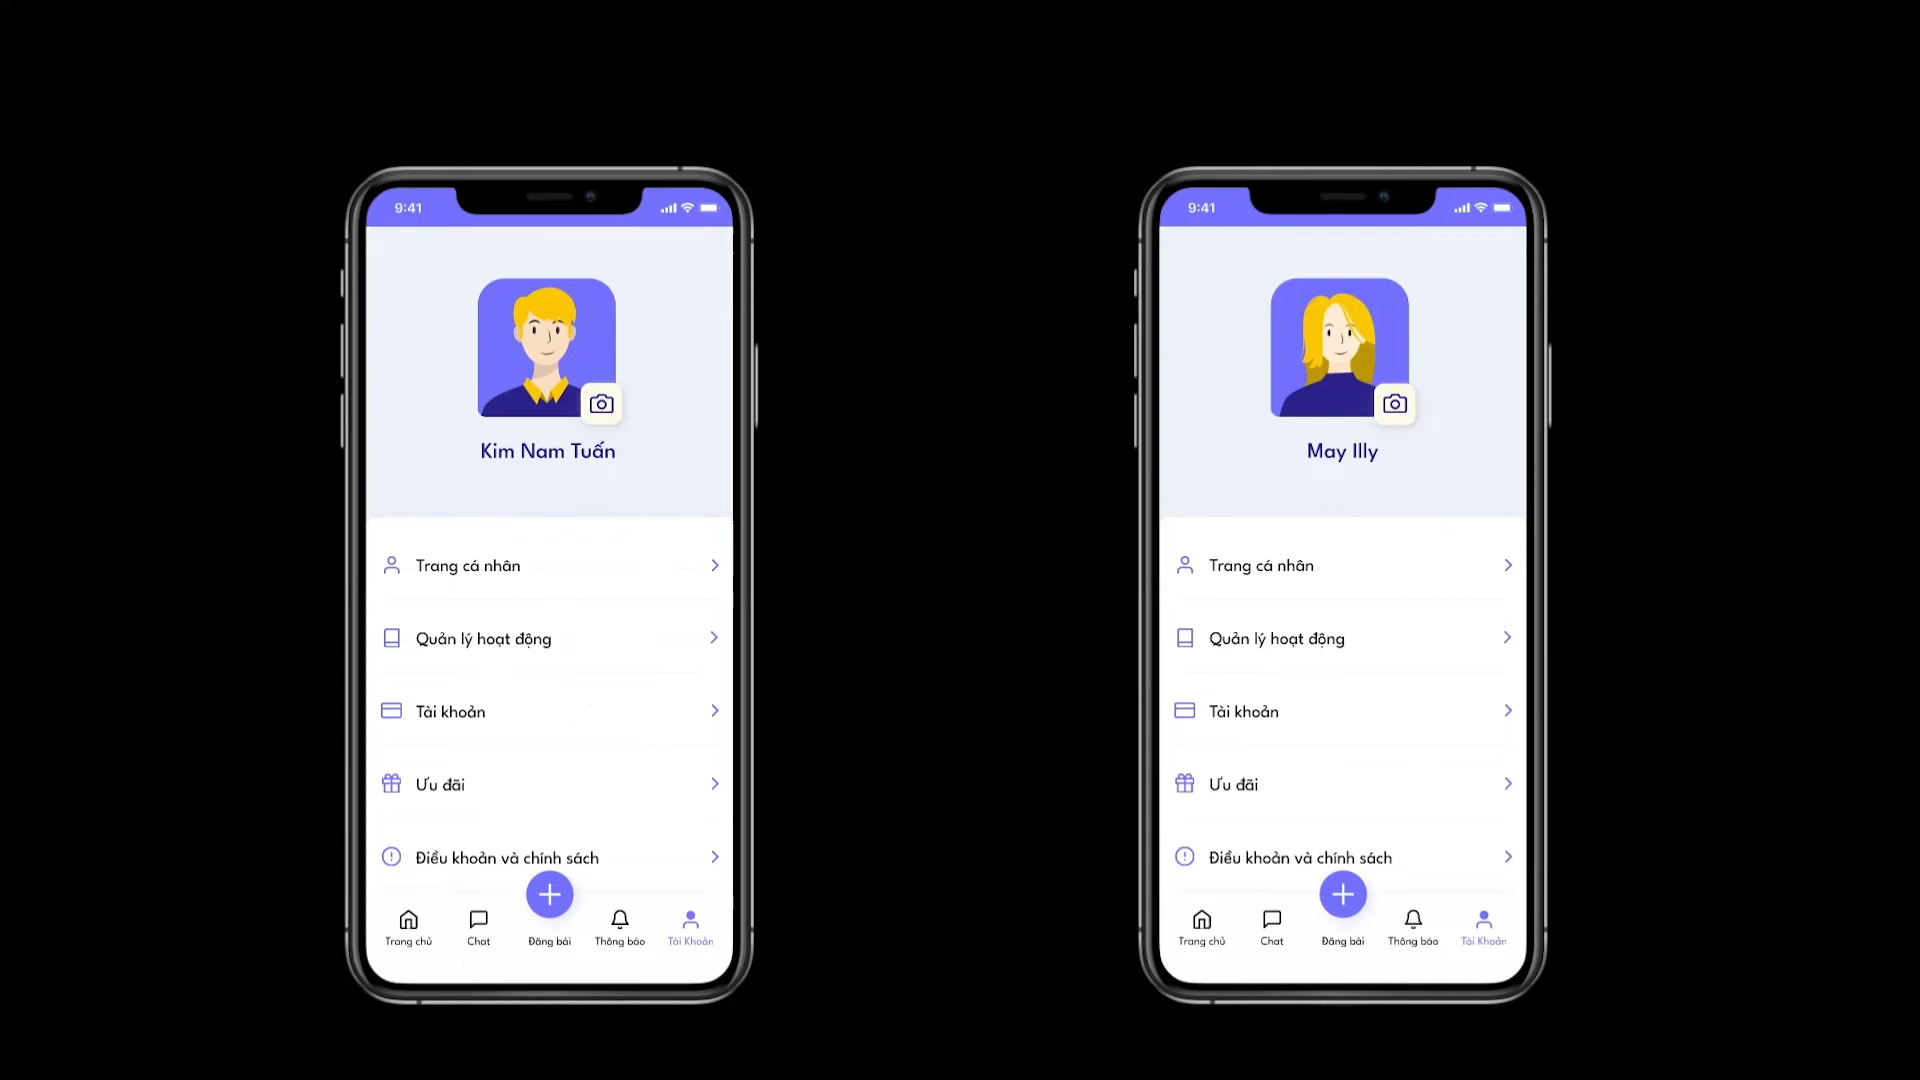 9:41
Kim Nam Tuấn
Trang cá nhân
Quản lý hoạt động
Tài khoản
Ưu đãi
Điều khoản và chính sách
Trang chủ
Chat
Đăng bài
Thông báo
Tài Khoản
9:41
May Illy
Trang cá nhân
Quản lý hoạt động
Tài khoản
Ưu đãi
Điều khoản và chính sách
Trang chủ
Chat
Đăng bài
Thông báo
Tài Khoản